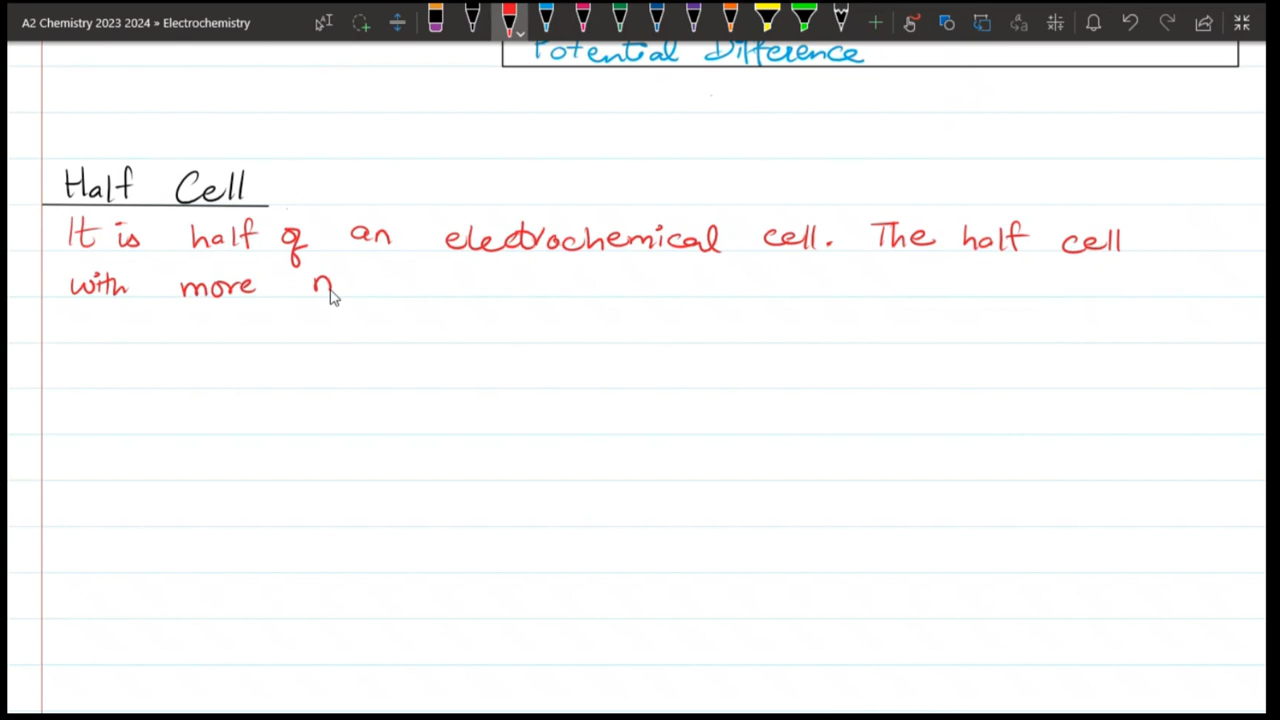 A2 Chemistry 2023 2024 » Electrochemistry
Potential Difference
Half Cell
It is half of an electrochemical cell. The half cell
with more n